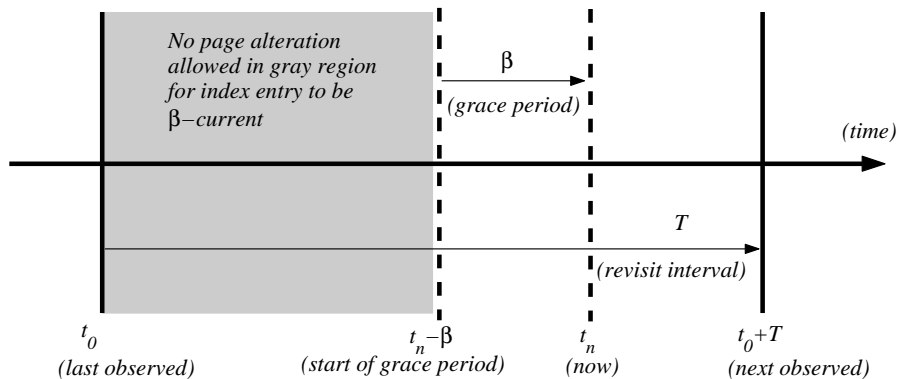 No page alteration
allowed in gray region
for index entry to be
β–current
β
(grace period)
(time)
T
(revisit interval)
t0
(last observed)
tn–β
(start of grace period)
tn
(now)
t0+T
(next observed)